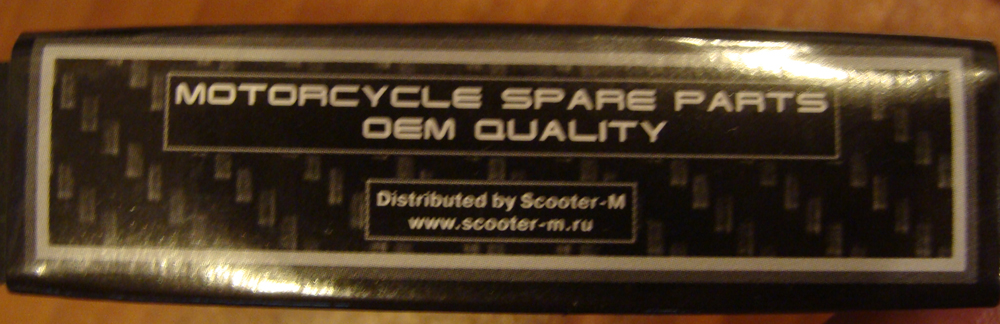 MOTORCYCLE SPARE PARTS
OEM QUALITY
Distributed by Scooter-M
www.scooter-m.ru